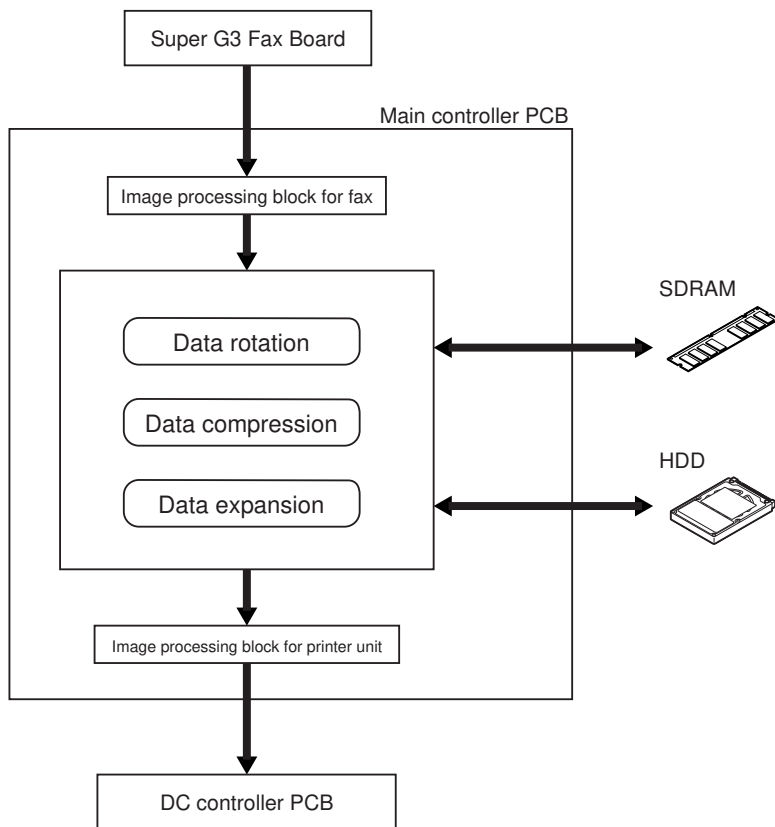 Super G3 Fax Board
Main controller PCB
Image processing block for fax
SDRAM
Data rotation
Data compression
HDD
Data expansion
Image processing block for printer unit
DC controller PCB